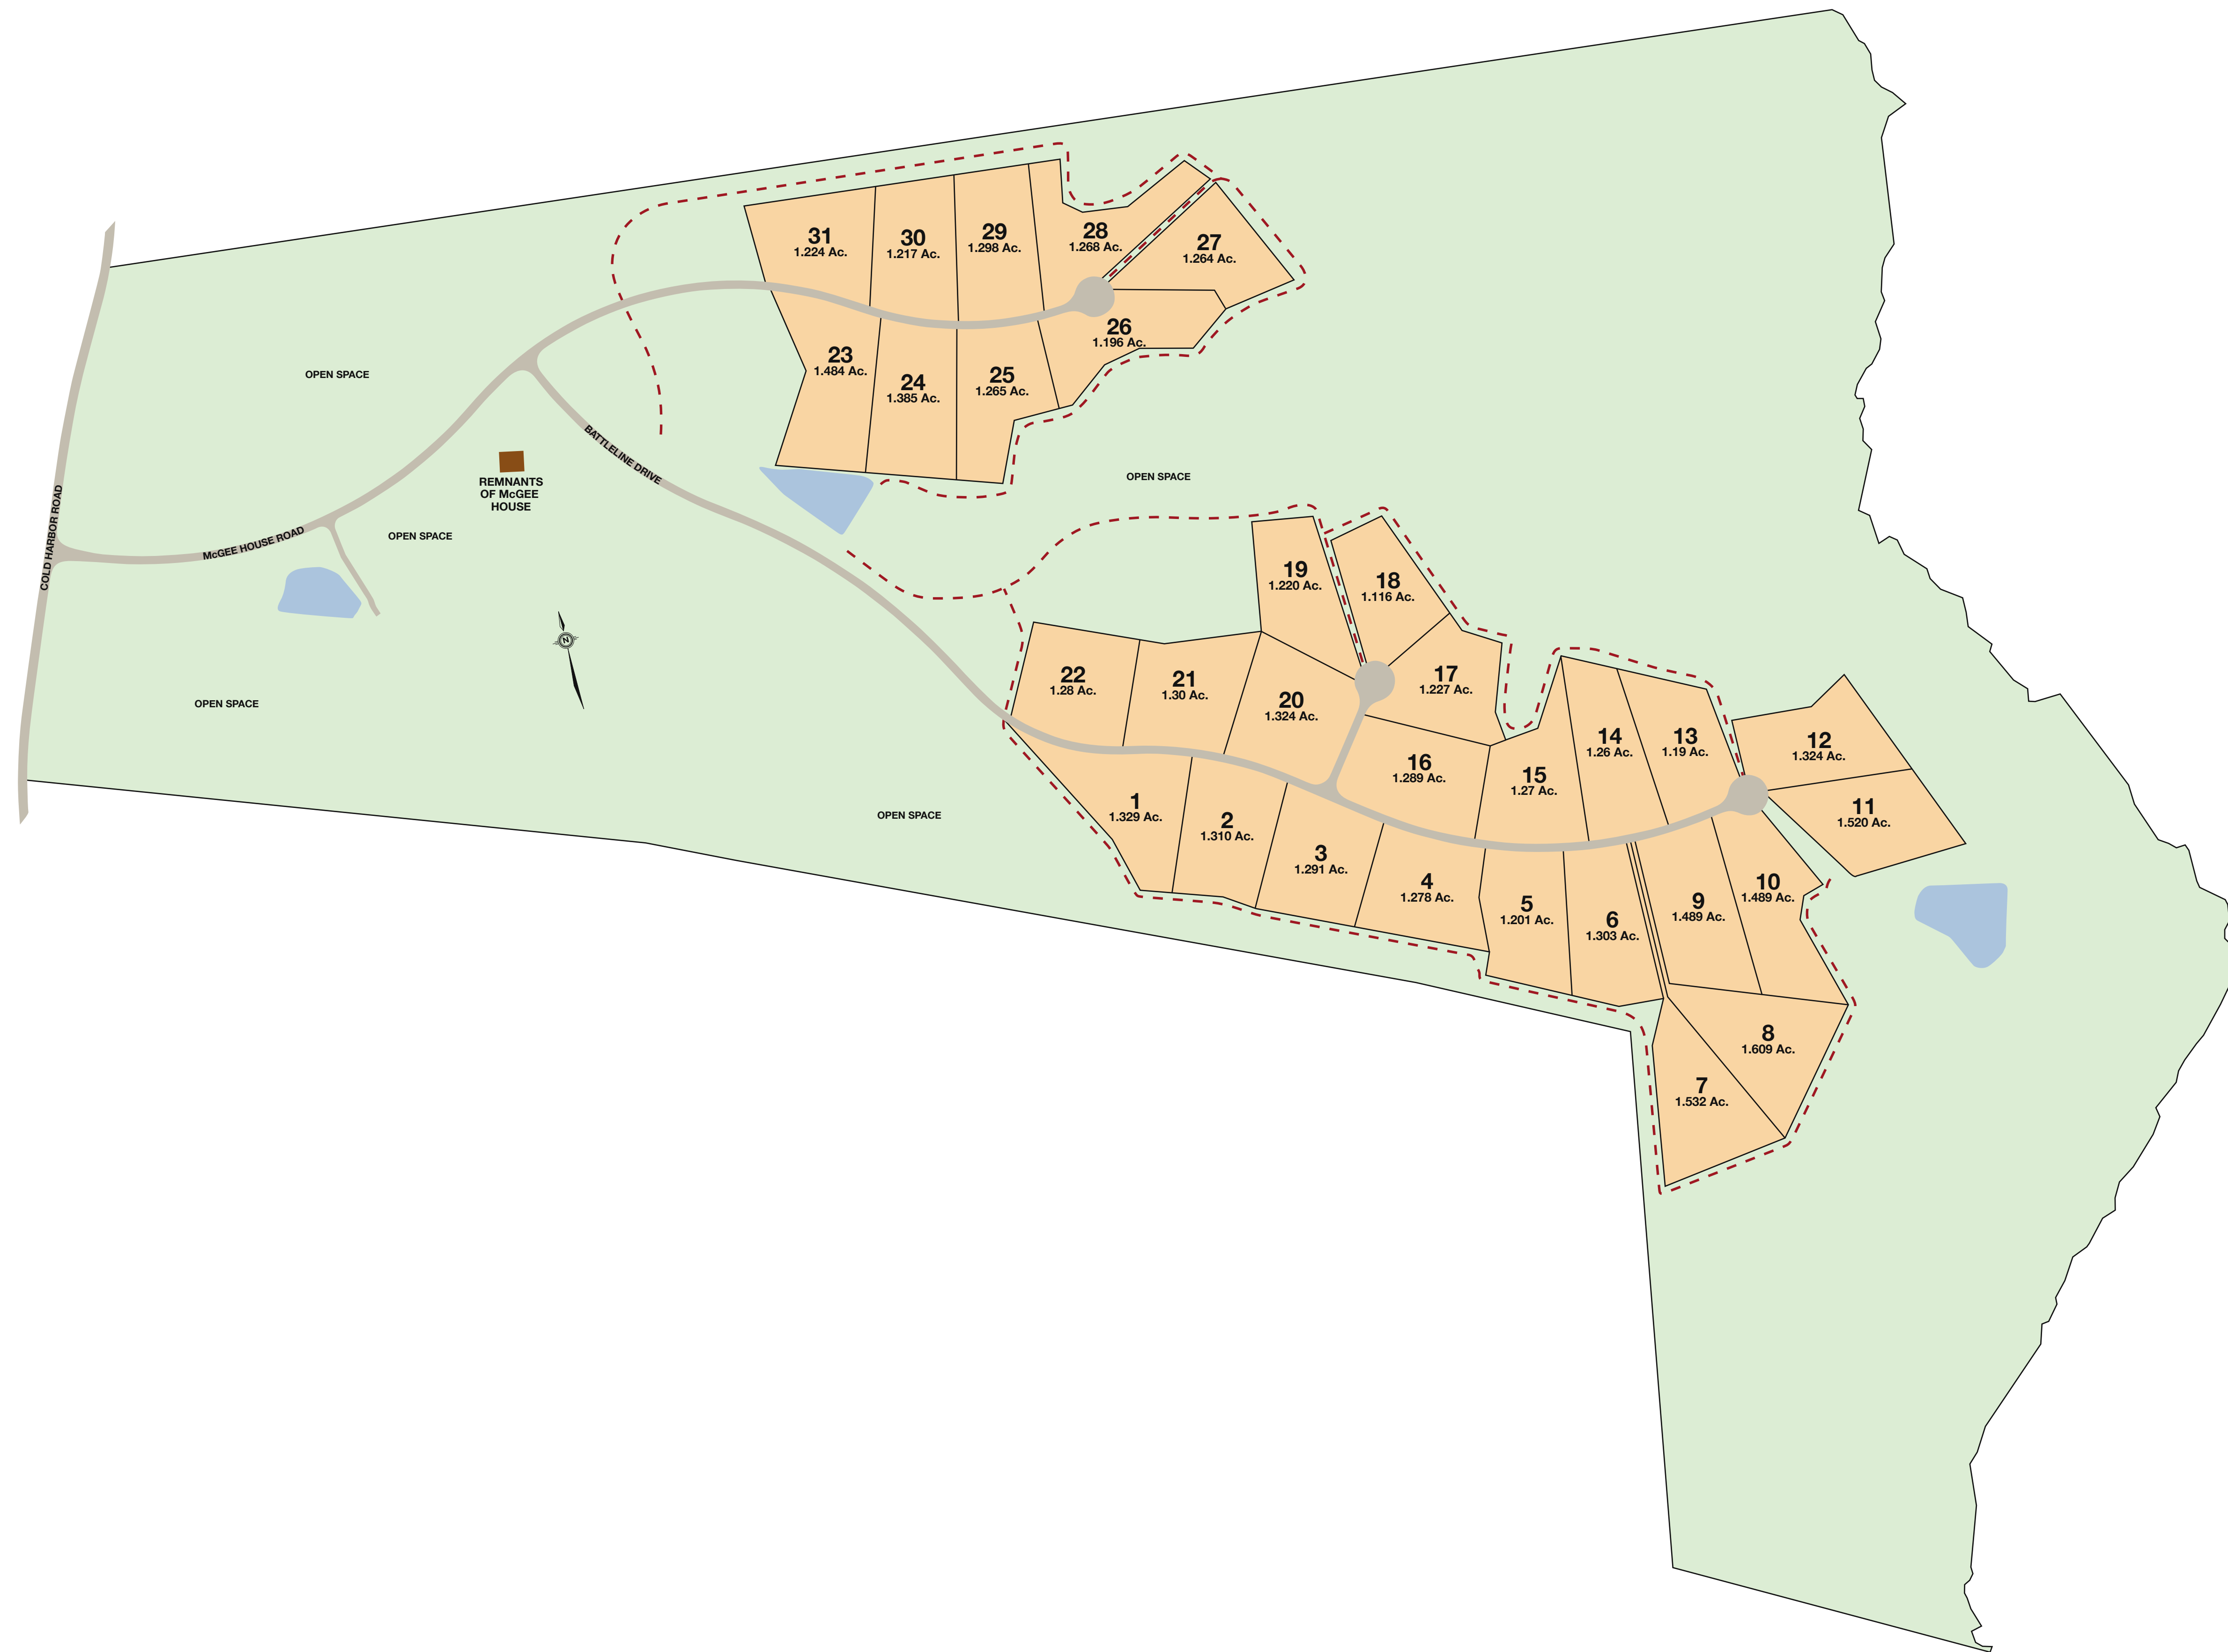 31
1.224 Ac.
30
1.217 Ac.
29
1.298 Ac.
28
1.268 Ac.
27
1.264 Ac.
26
1.196 Ac.
23
1.484 Ac.
24
1.385 Ac.
25
1.265 Ac.
OPEN SPACE
BATTLELINE DRIVE
REMNANTS
OF McGEE
HOUSE
OPEN SPACE
COLD HARBOR ROAD
McGEE HOUSE ROAD
OPEN SPACE
N
OPEN SPACE
19
1.220 Ac.
18
1.116 Ac.
22
1.28 Ac.
21
1.30 Ac.
20
1.324 Ac.
17
1.227 Ac.
16
1.289 Ac.
15
1.27 Ac.
14
1.26 Ac.
13
1.19 Ac.
12
1.324 Ac.
11
1.520 Ac.
OPEN SPACE
1
1.329 Ac.
2
1.310 Ac.
3
1.291 Ac.
4
1.278 Ac.
5
1.201 Ac.
6
1.303 Ac.
9
1.489 Ac.
10
1.489 Ac.
8
1.609 Ac.
7
1.532 Ac.